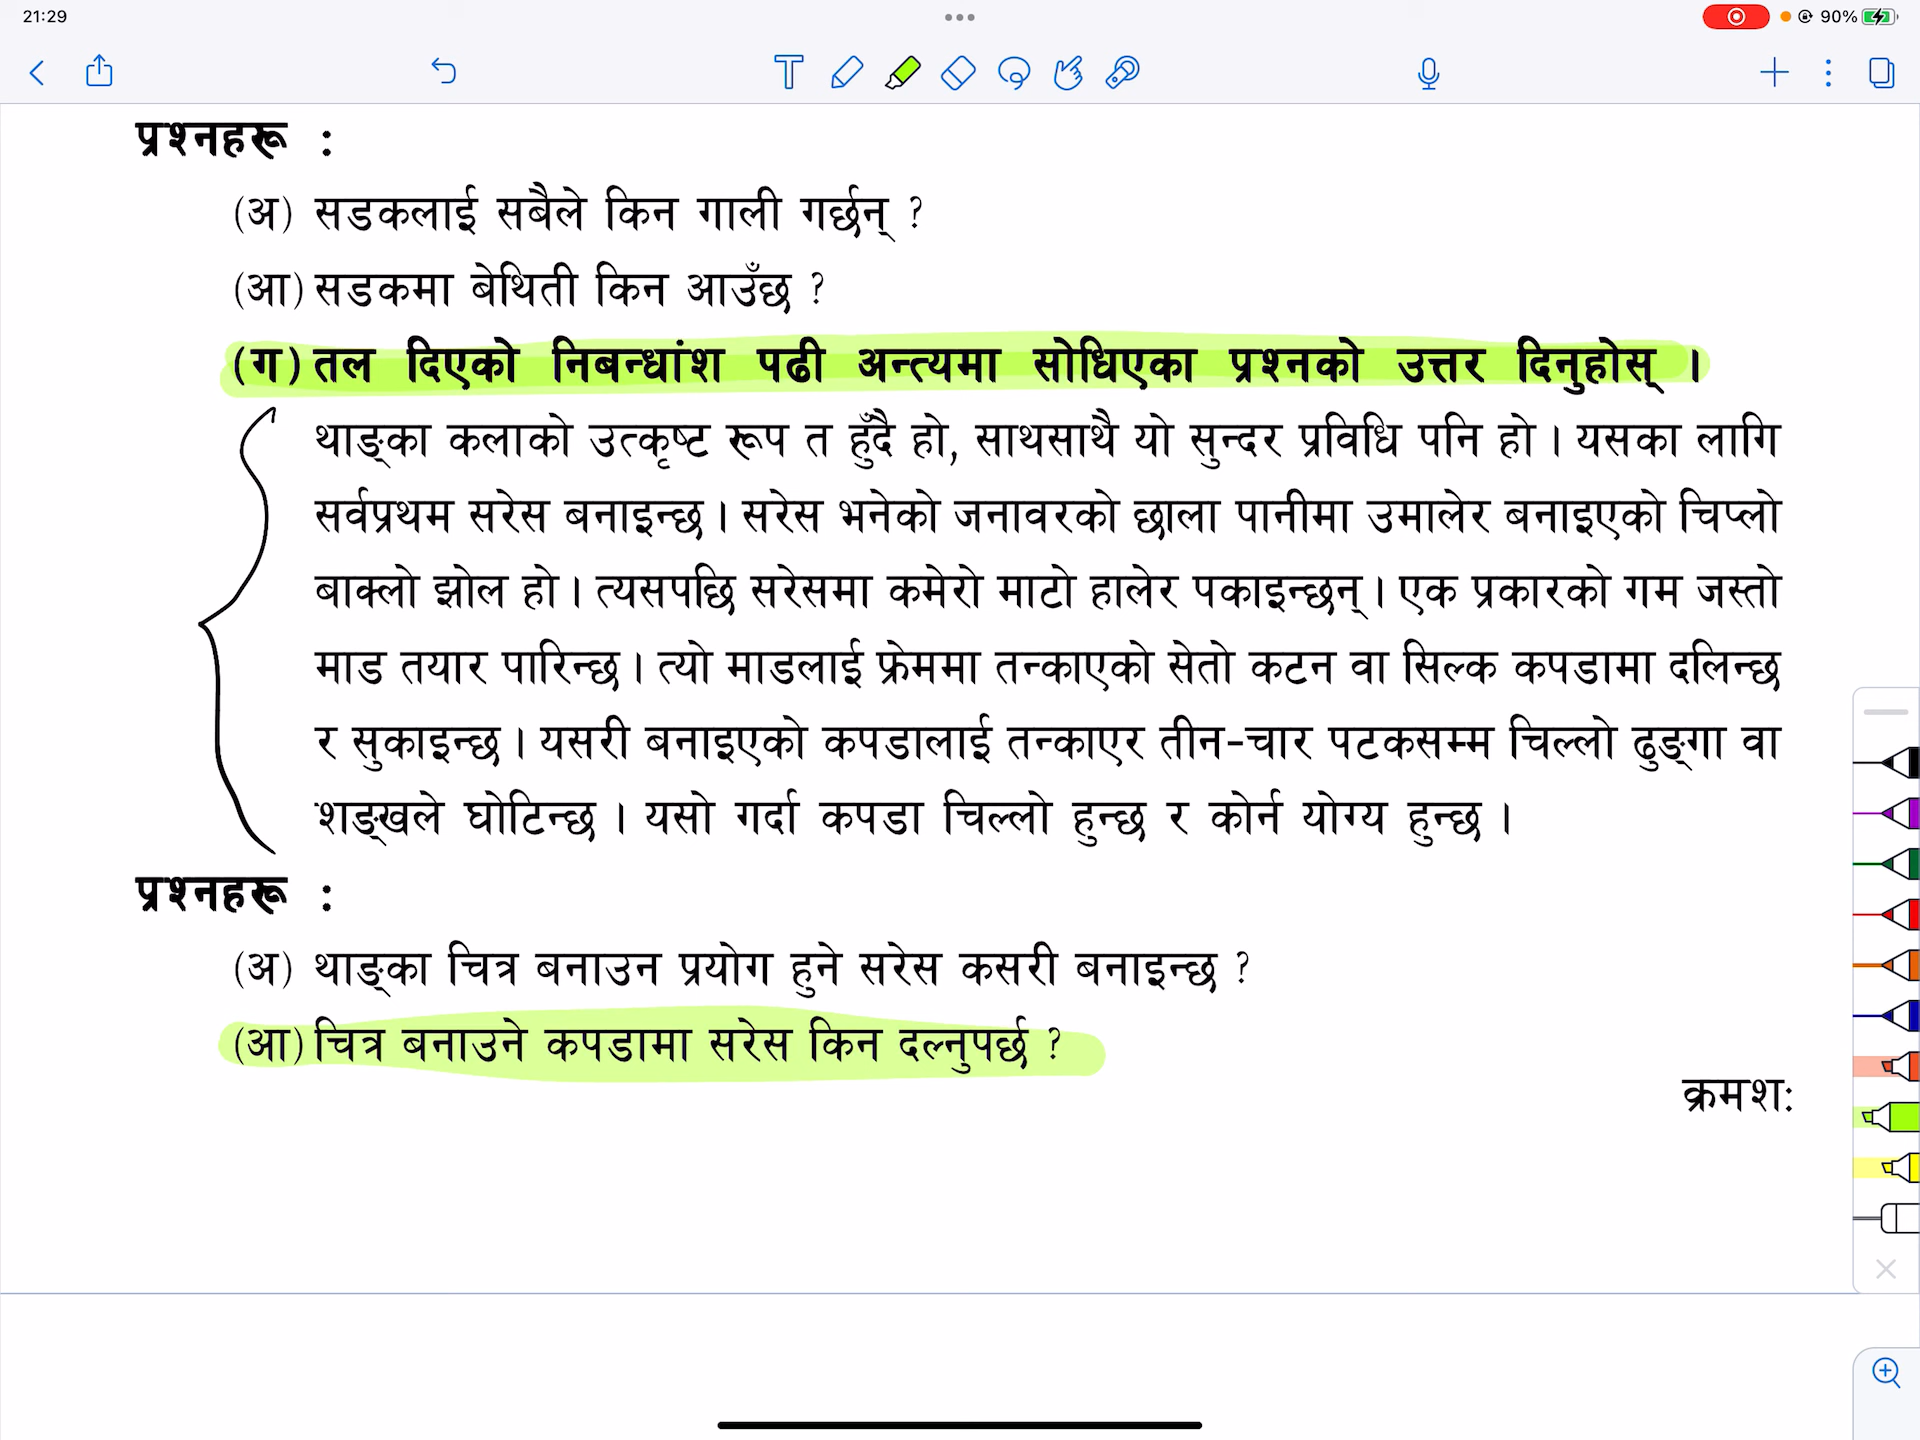 21:29
90%
प्रश्नहरू :
(अ) सडकलाई सबैले किन गाली गर्छन् ?
(आ) सडकमा बेथिती किन आउँछ ?
(ग) तल दिएको निबन्धांश पढी अन्त्यमा सोधिएका प्रश्नको उत्तर दिनुहोस् ।
थाङ्का कलाको उत्कृष्ट रूप त हुँदै हो, साथसाथै यो सुन्दर प्रविधि पनि हो । यसका लागि
सर्वप्रथम सरेस बनाइन्छ । सरेस भनेको जनावरको छाला पानीमा उमालेर बनाइएको चिप्लो
बाक्लो झोल हो । त्यसपछि सरेसमा कमेरो माटो हालेर पकाइन्छन् । एक प्रकारको गम जस्तो
माड तयार पारिन्छ । त्यो माडलाई फ्रेममा तन्काएको सेतो कटन वा सिल्क कपडामा दलिन्छ
र सुकाइन्छ । यसरी बनाइएको कपडालाई तन्काएर तीन-चार पटकसम्म चिल्लो ढुङ्गा वा
शङ्खले घोटिन्छ । यसो गर्दा कपडा चिल्लो हुन्छ र कोर्न योग्य हुन्छ ।
प्रश्नहरू :
(अ) थाङ्का चित्र बनाउन प्रयोग हुने सरेस कसरी बनाइन्छ ?
(आ) चित्र बनाउने कपडामा सरेस किन दल्नुपर्छ ?
क्रमशः